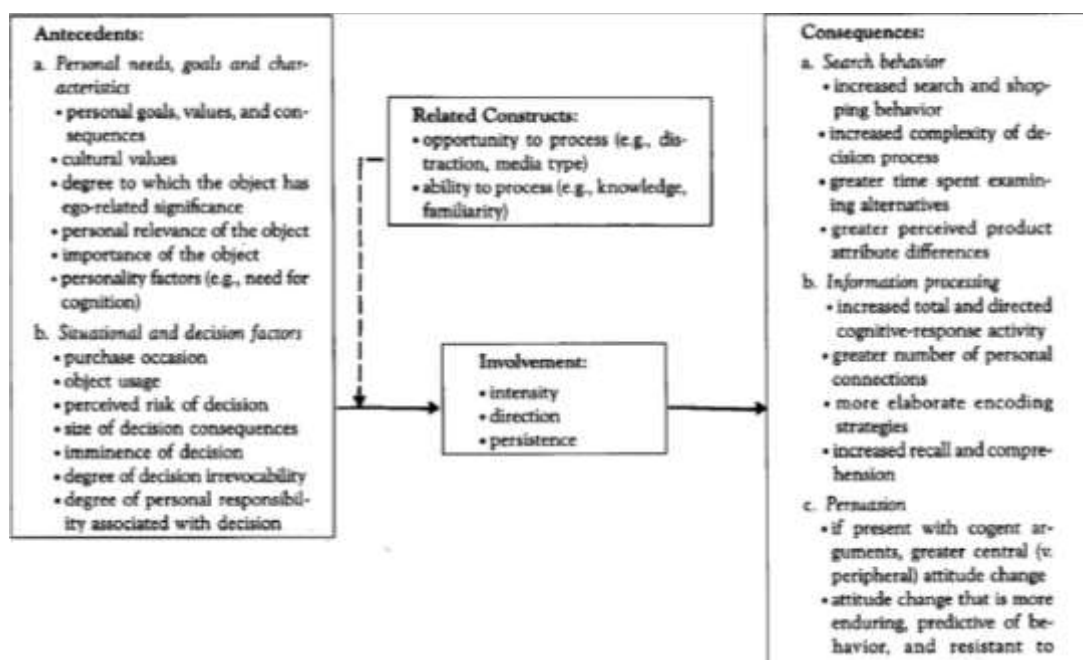 Antecedents:
a. Personal needs, goals and char-
acteristics
• personal goals, values, and con-
sequences
• cultural values
• degree to which the object has
ego-related significance
• personal relevance of the object
• importance of the object
• personality factors (e.g., need for
cognition)
b. Situational and decision factors
• purchase occasion
• object usage
• perceived risk of decision
• size of decision consequences
• imminence of decision
• degree of decision irrevocability
• degree of personal responsibil-
ity associated with decision
Related Constructs:
• opportunity to process (e.g., dis-
traction, media type)
• ability to process (e.g., knowledge,
familiarity)
Involvement:
• intensity
• direction
• persistence
Consequences:
a. Search behavior
• increased search and shop-
ping behavior
• increased complexity of de-
cision process
• greater time spent examin-
ing alternatives
• greater perceived product
attribute differences
b. Information processing
• increased total and directed
cognitive-response activity
• greater number of personal
connections
• more elaborate encoding
strategies
• increased recall and compre-
hension
c. Persuasion
• if present with cogent ar-
guments, greater central (v.
peripheral) attitude change
• attitude change that is more
enduring, predictive of be-
havior, and resistant to